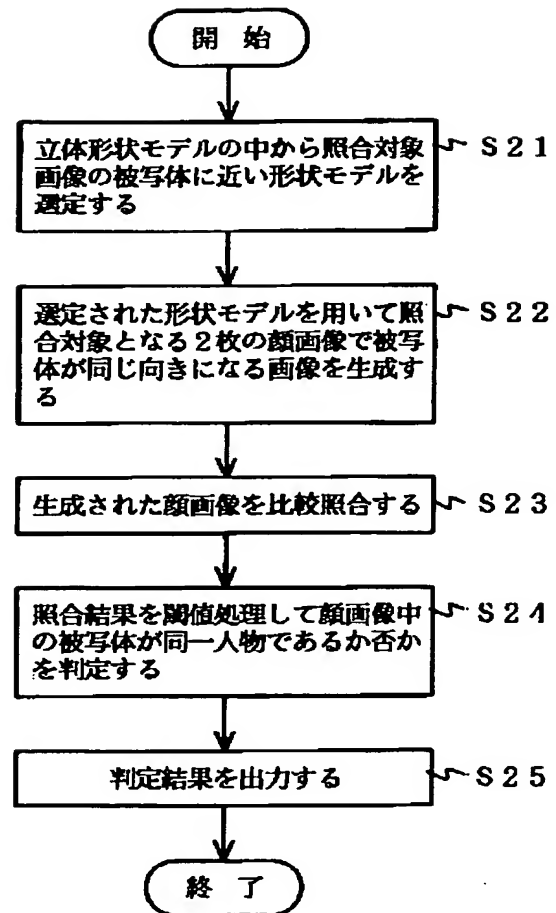 開 始
立体形状モデルの中から照合対象 S21
画像の被写体に近い形状モデルを
選定する
選定された形状モデルを用いて照 S22
合対象となる2枚の顔画像で被写
体が同じ向きになる画像を生成す
る
生成された顔画像を比較照合する S23
照合結果を閾値処理して顔画像中 S24
の被写体が同一人物であるか否か
を判定する
判定結果を出力する S25
終 了